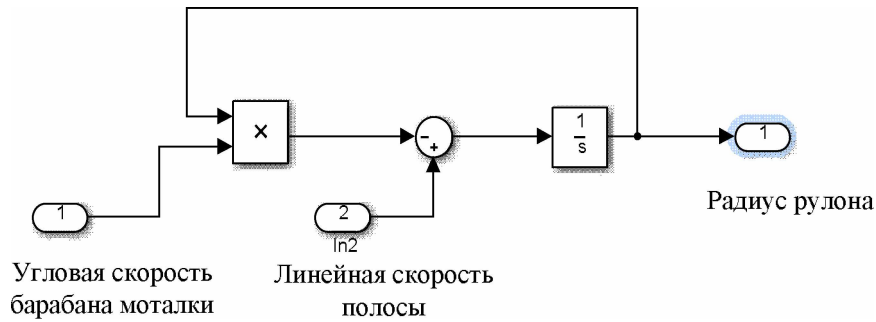 ×
-
+
1
s
1
Радиус рулона
1
2
In2
Угловая скорость
барабана моталки
Линейная скорость
полосы